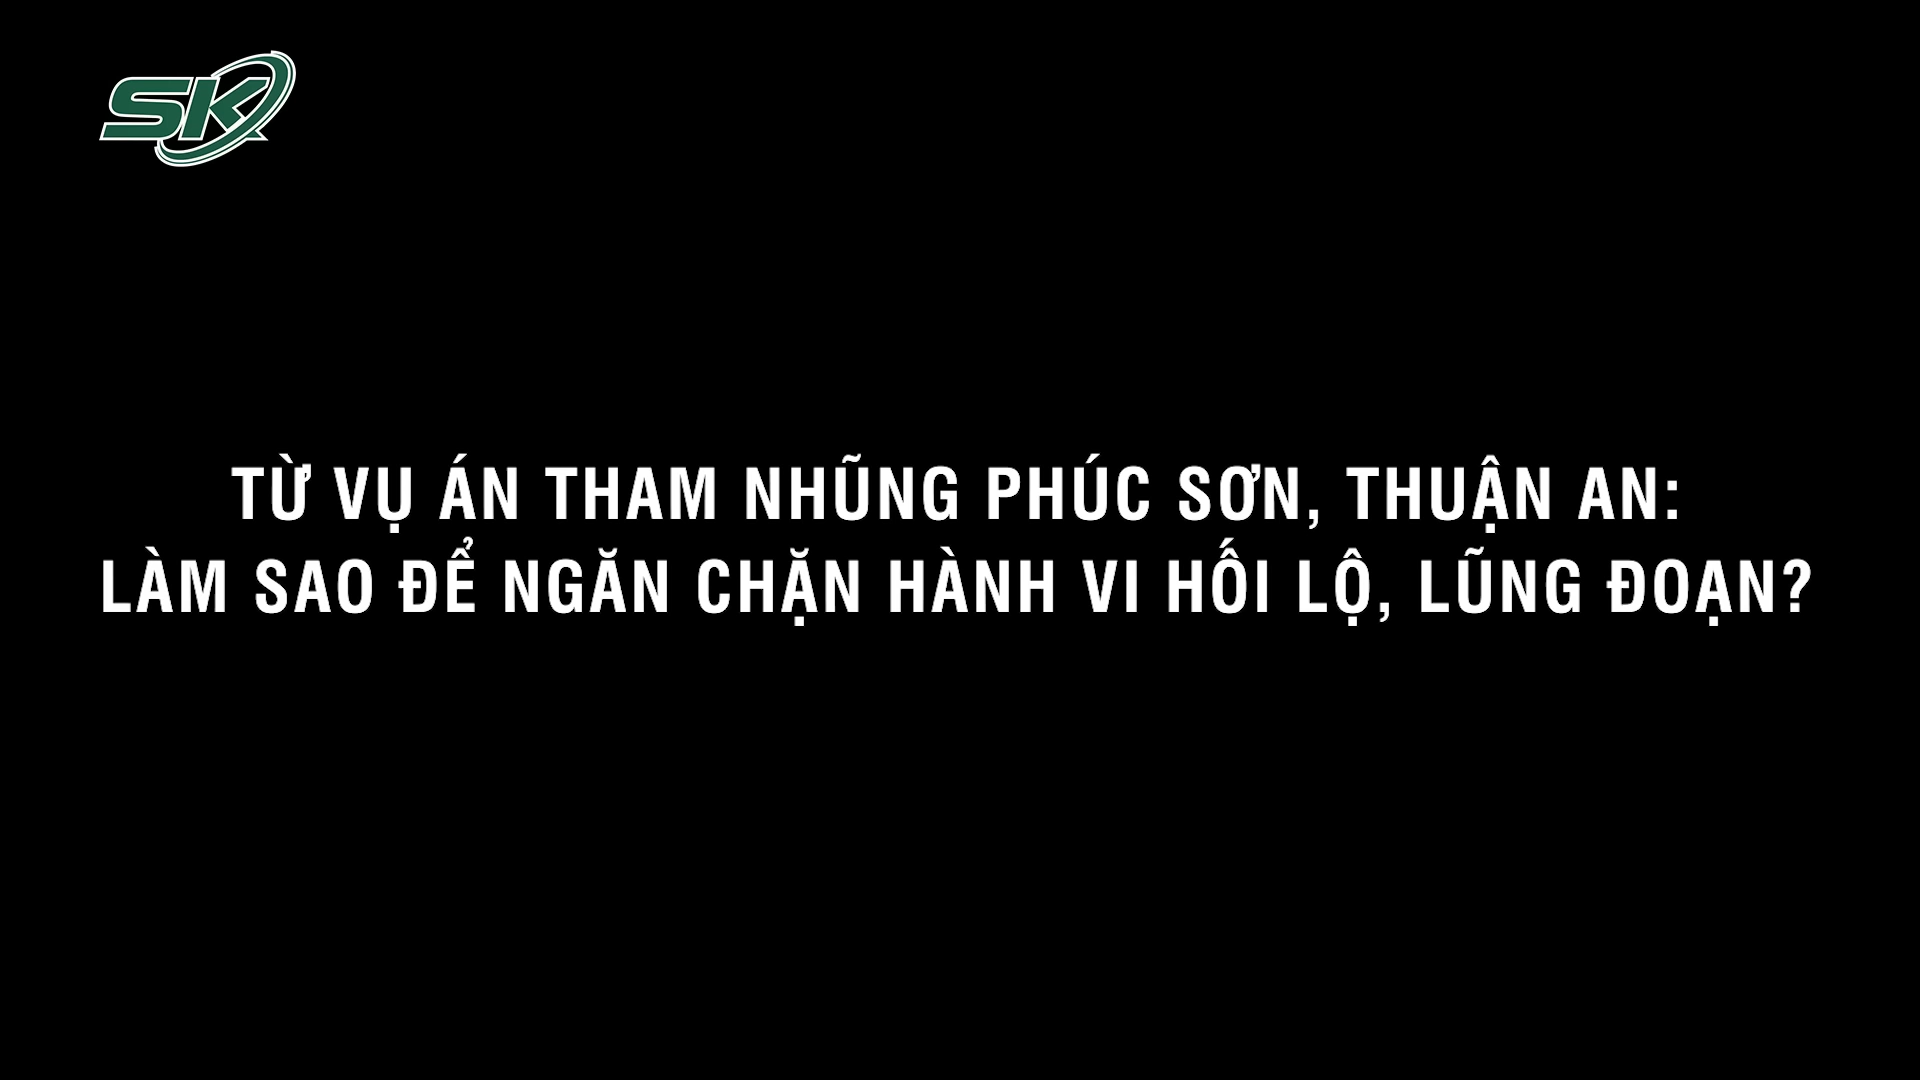 SK
TỪ VỤ ÁN THAM NHŨNG PHÚC SƠN, THUẬN AN:
LÀM SAO ĐỂ NGĂN CHẶN HÀNH VI HỐI LỘ, LŨNG ĐOẠN?